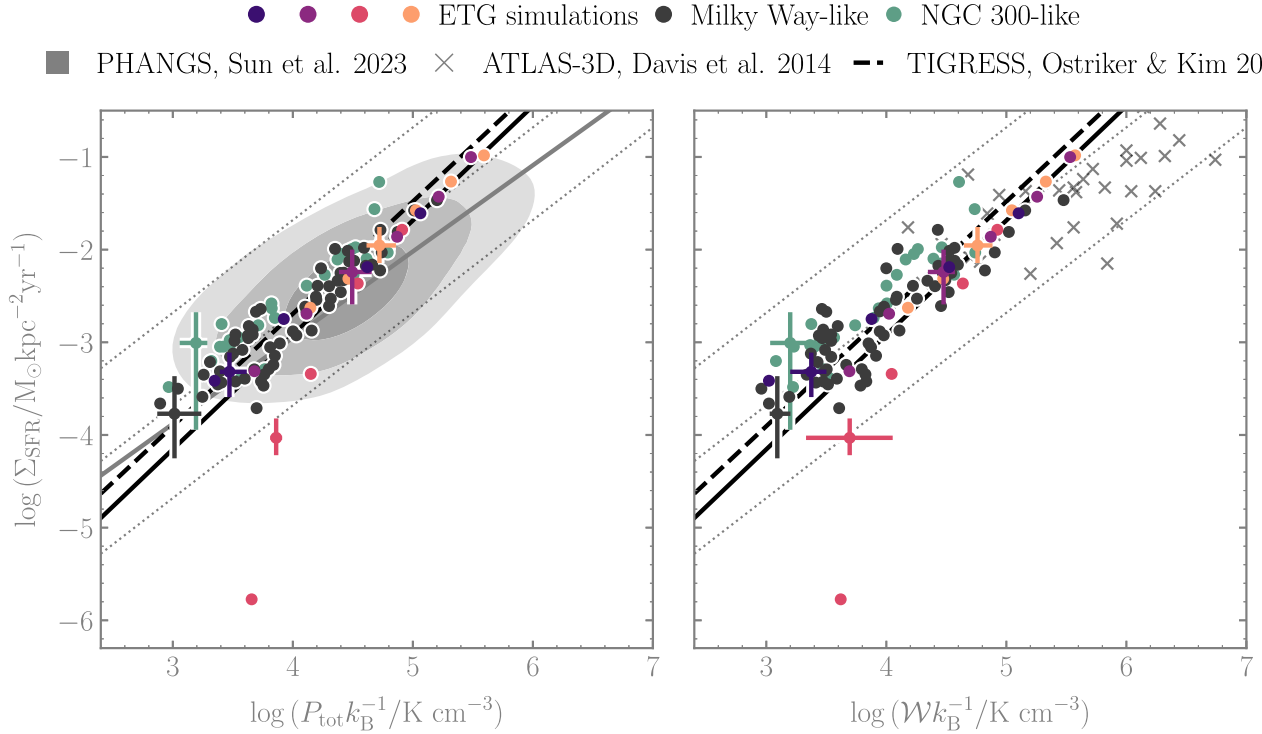 ETG simulations Milky Way-like NGC 300-like
PHANGS, Sun et al. 2023 ATLAS-3D, Davis et al. 2014 TIGRESS, Ostriker & Kim 20
log (Σ_SFR/M_⊙kpc^−2yr^−1)
−1
−2
−3
−4
−5
−6
3 4 5 6 7
log (P_tot k_B^−1/K cm^−3)
3 4 5 6 7
log (𝒲k_B^−1/K cm^−3)